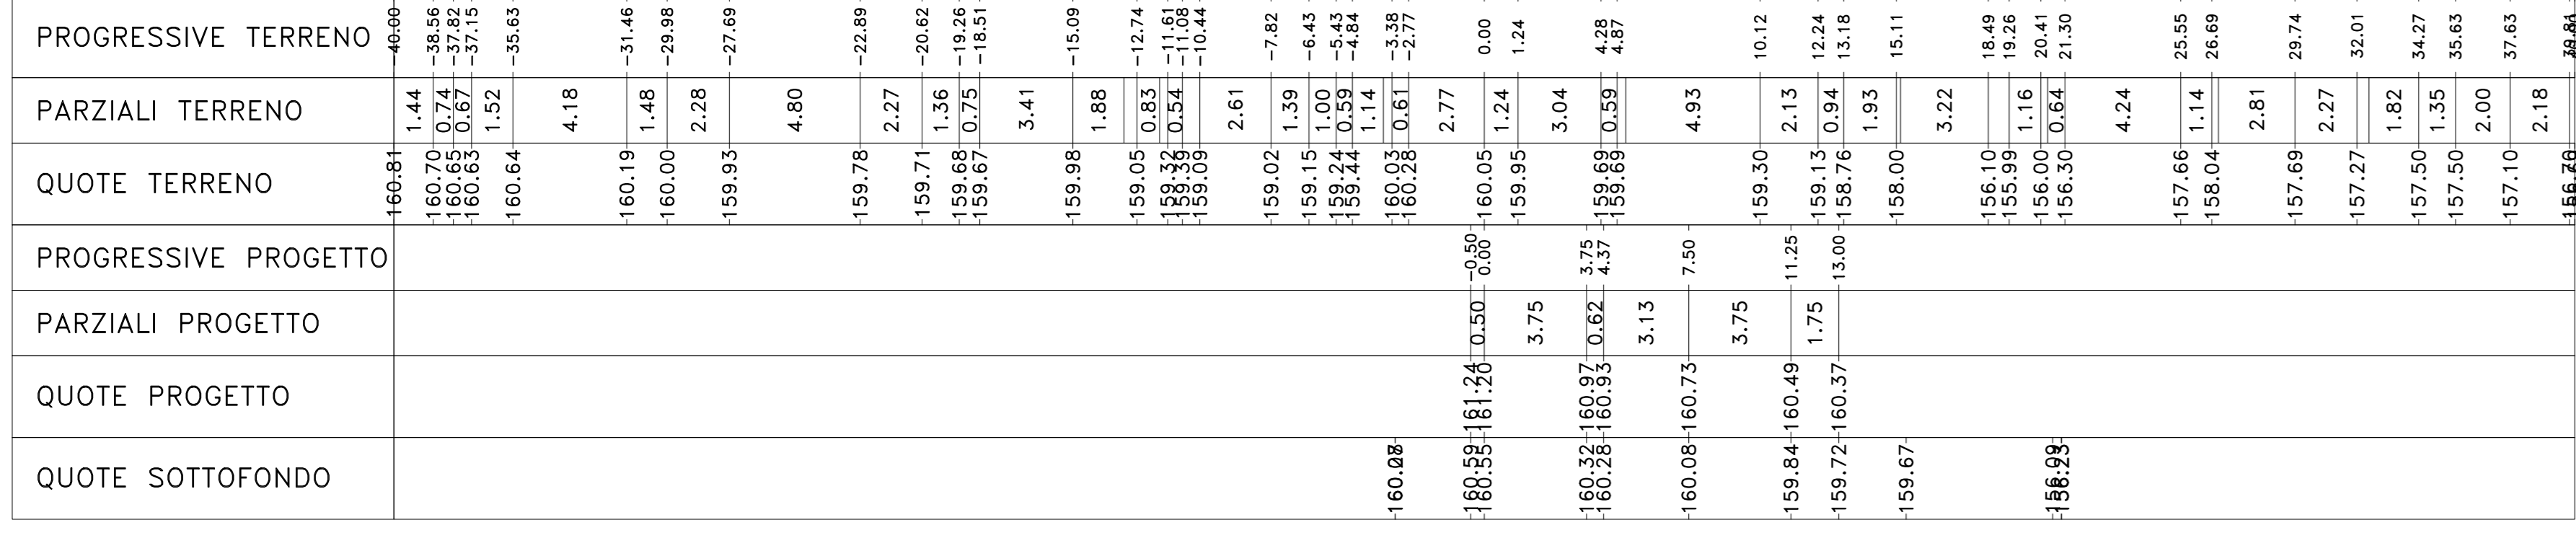 PROGRESSIVE TERRENO -40.00 -38.56 -37.82 -37.15 -35.63 -31.46 -29.98 -27.69 -22.89 -20.62 -19.26 -18.51 -15.09 -12.74 -11.61 -11.08 -10.44 -7.82 -6.43 -5.43 -4.84 -3.38 -2.77 0.00 1.24 4.28 4.87 10.12 12.24 13.18 15.11 18.49 19.26 20.41 21.30 25.55 26.69 29.74 32.01 34.27 35.63 37.63
PARZIALI TERRENO 1.44 0.74 0.67 1.52 4.18 1.48 2.28 4.80 2.27 1.36 0.75 3.41 1.88 0.83 0.54 2.61 1.39 1.00 0.59 1.14 0.61 2.77 1.24 3.04 0.59 4.93 2.13 0.94 1.93 3.22 1.16 0.64 4.24 1.14 2.81 2.27 1.82 1.35 2.00 2.18
QUOTE TERRENO 160.81 160.70 160.65 160.63 160.64 160.19 160.00 159.93 159.78 159.71 159.68 159.67 159.98 159.05 159.32 159.39 159.09 159.02 159.15 159.24 159.44 160.03 160.28 160.05 159.95 159.69 159.69 159.30 159.13 158.76 158.00 156.10 155.99 156.00 156.30 157.66 158.04 157.69 157.27 157.50 157.50 157.10
PROGRESSIVE PROGETTO -0.50 0.00 3.75 4.37 7.50 11.25 13.00
PARZIALI PROGETTO 0.50 3.75 0.62 3.13 3.75 1.75
QUOTE PROGETTO 161.24 161.20 160.97 160.93 160.73 160.49 160.37
QUOTE SOTTOFONDO 160.59 160.55 160.32 160.28 160.08 159.84 159.72 159.67